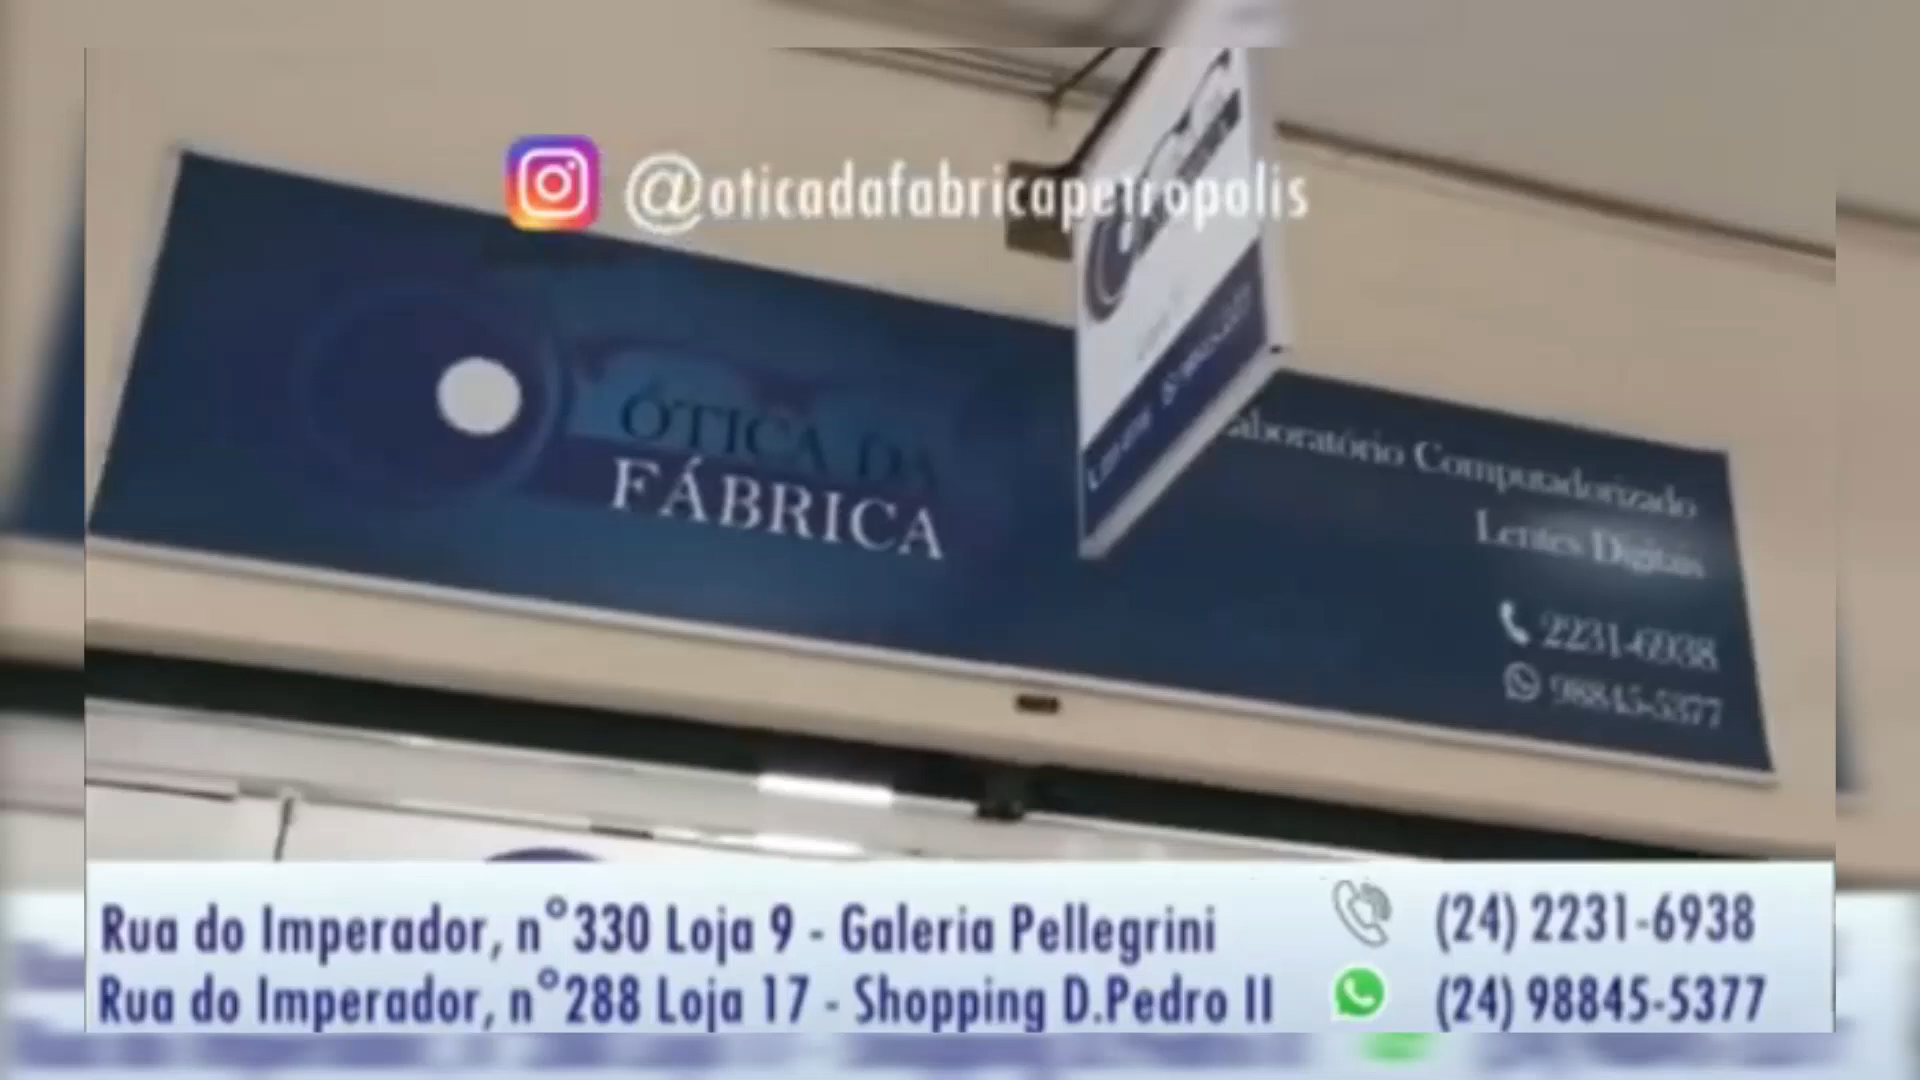 @oticadafabricapetropolis
ÓTICA DA
FÁBRICA
Laboratório Computadorizado
Lentes Digitais
2231-6938
98845-5377
Rua do Imperador, n°330 Loja 9 - Galeria Pellegrini
(24) 2231-6938
Rua do Imperador, n°288 Loja 17 - Shopping D.Pedro II
(24) 98845-5377